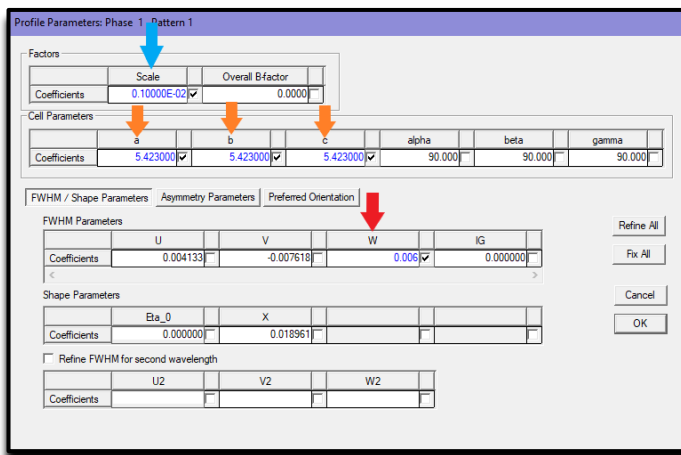 Profile Parameters: Phase 1 Pattern 1
Factors
Scale Overall B-factor
Coefficients 0.10000E-02 0.0000
Cell Parameters
a b c alpha beta gamma
Coefficients 5.423000 5.423000 5.423000 90.000 90.000 90.000
FWHM / Shape Parameters Asymmetry Parameters Preferred Orientation
FWHM Parameters
U V W IG
Coefficients 0.004133 -0.007618 0.006 0.000000
Refine All
Fix All
Shape Parameters
Eta_0 X
Coefficients 0.000000 0.018961
Cancel
OK
Refine FWHM for second wavelength
U2 V2 W2
Coefficients